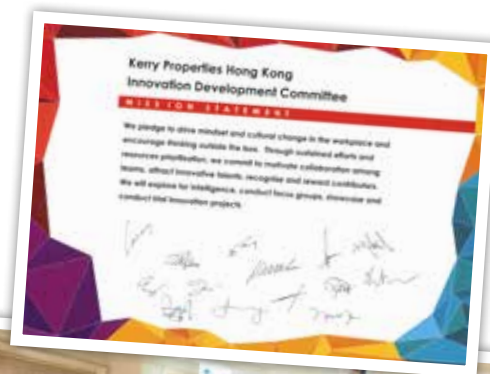 Kerry Properties Hong Kong
Innovation Development Committee
MISSION STATEMENT
We pledge to drive mindset and cultural change in the workplace and
encourage thinking outside the box. Through sustained efforts and
resources prioritisation, we commit to motivate collaboration among
teams, attract innovative talents, recognise and reward contributors.
We will explore for intelligence, conduct focus groups, showcase and
conduct trial innovation projects.